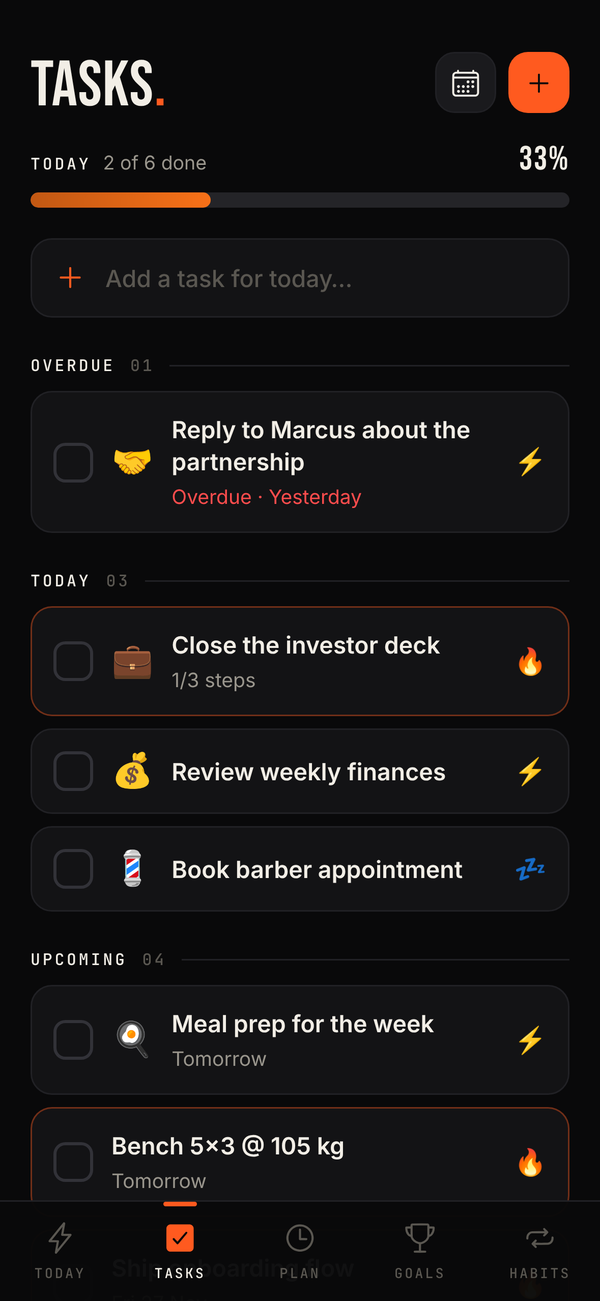 TASKS.
TODAY 2 of 6 done 33%
Add a task for today...
OVERDUE 01
Reply to Marcus about the
partnership
Overdue · Yesterday
TODAY 03
Close the investor deck
1/3 steps
Review weekly finances
Book barber appointment
UPCOMING 04
Meal prep for the week
Tomorrow
Bench 5×3 @ 105 kg
Tomorrow
TODAY TASKS PLAN GOALS HABITS